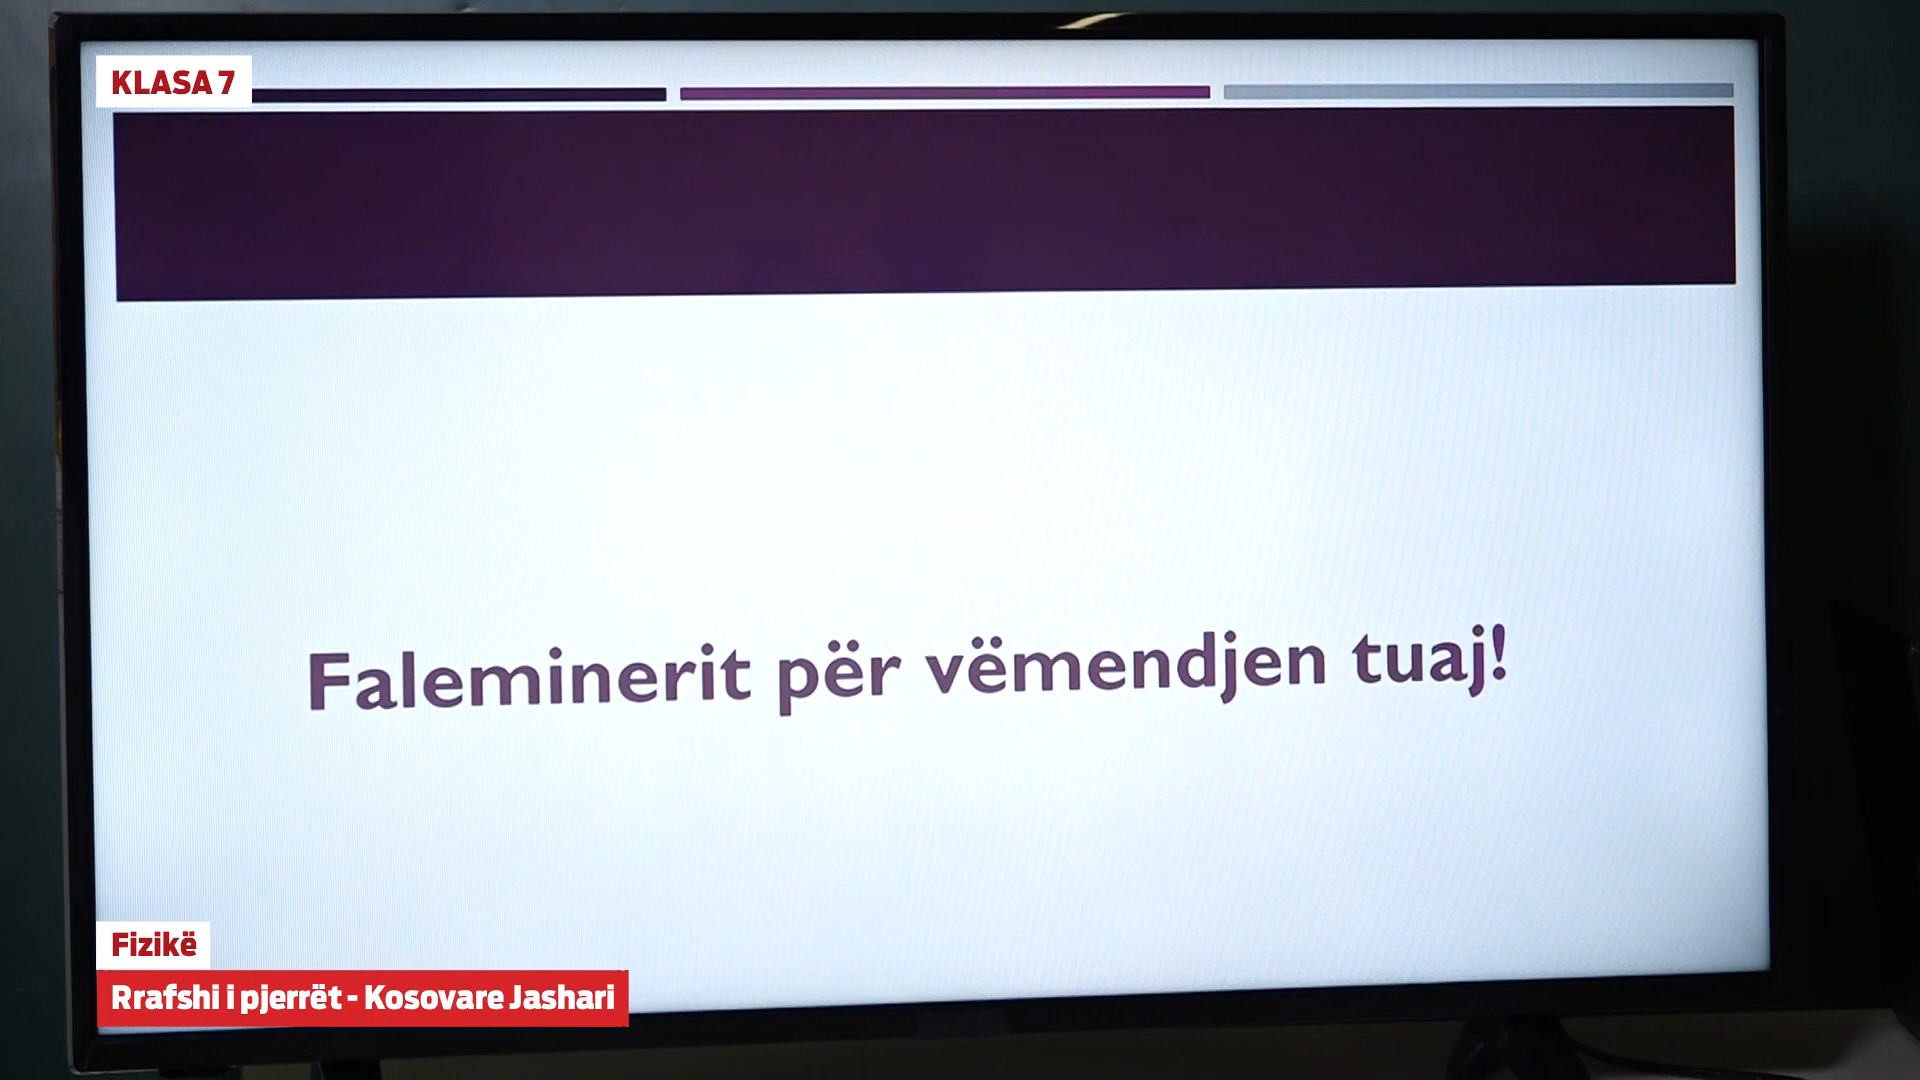 KLASA 7
Faleminerit për vëmendjen tuaj!
Fizikë
Rrafshi i pjerrët - Kosovare Jashari